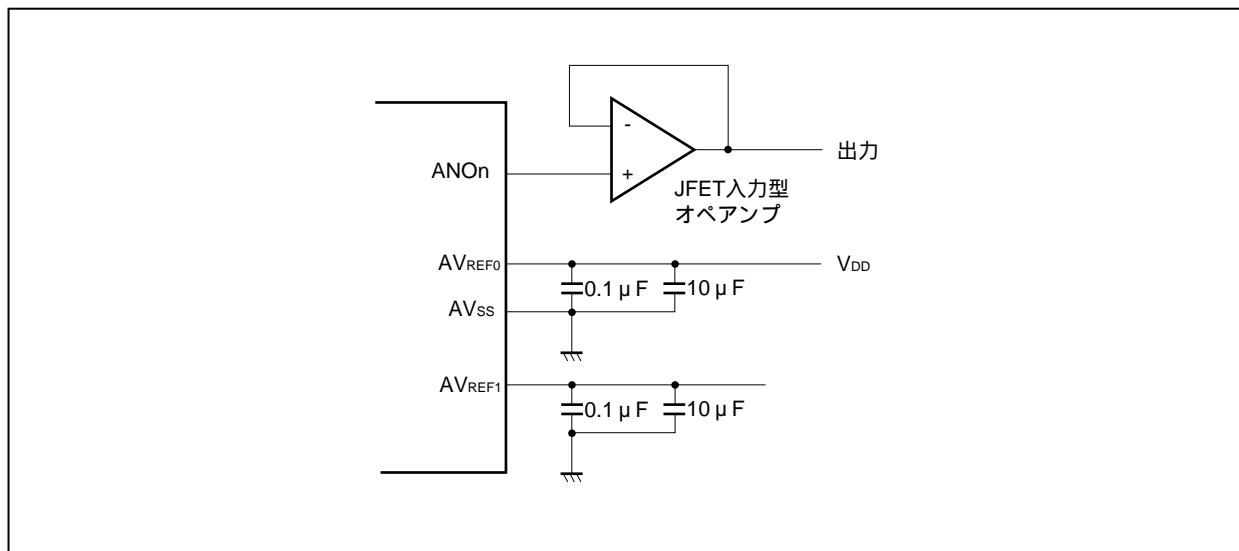 -
出力
ANOn
+
JFET入力型
オペアンプ
AVREF0
VDD
0.1 μ F
10 μ F
AVSS
AVREF1
0.1 μ F
10 μ F